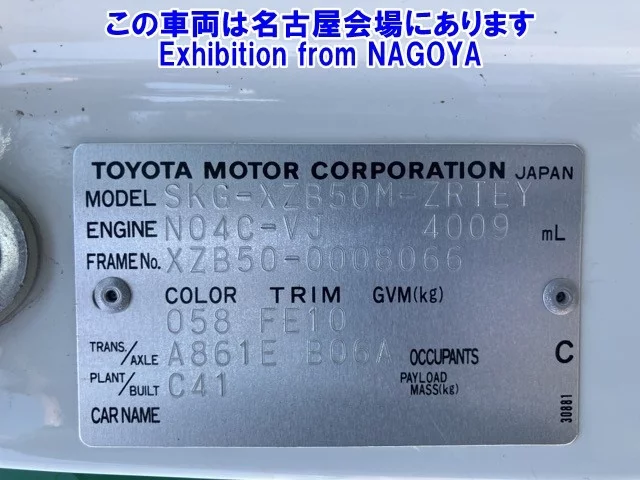 この車両は名古屋会場にあります
Exhibition from NAGOYA
TOYOTA MOTOR CORPORATION JAPAN
MODEL SKG-XZB50M-ZRTEY
ENGINE N04C-VJ 4009 mL
FRAME No. XZB50-0008066
COLOR TRIM GVM(kg)
058 FE10
TRANS./AXLE A861E B06A OCCUPANTS C
PLANT/BUILT C41 PAYLOAD MASS(kg)
CAR NAME
30881